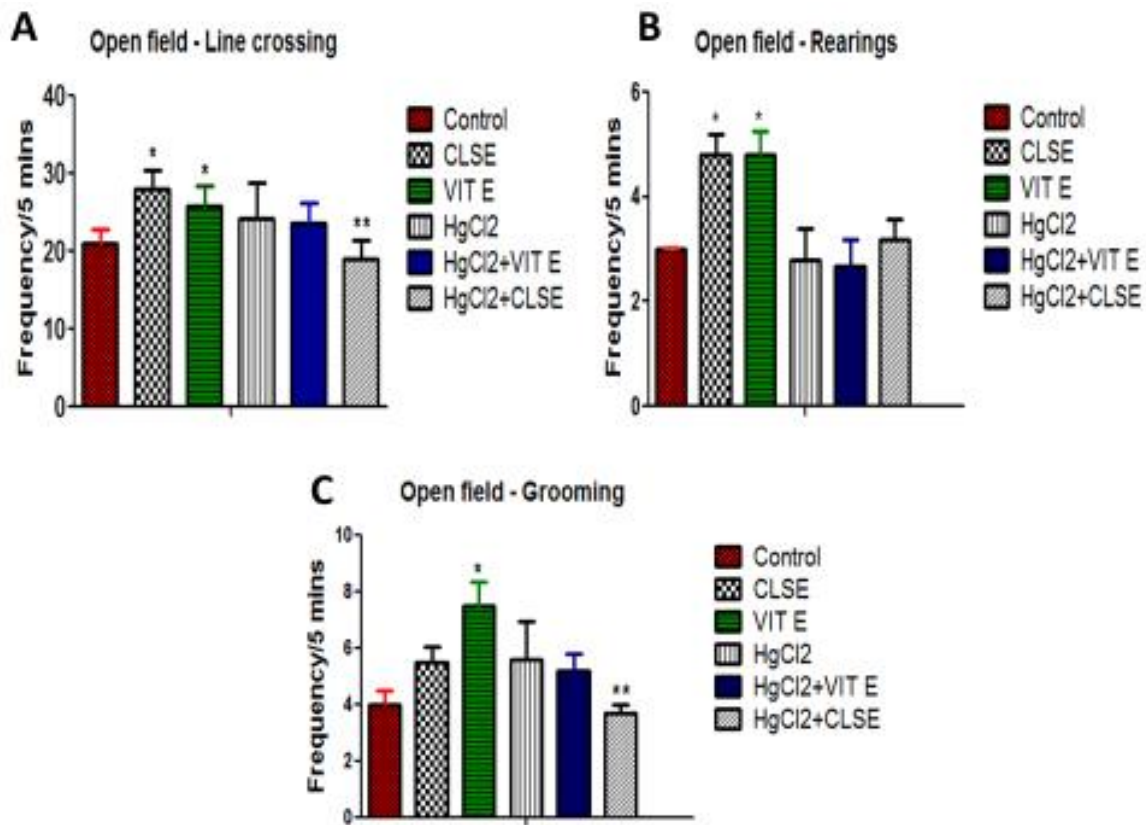 A
Open field - Line crossing
Frequency/5 mins
40
30
20
10
0
*
*
**
Control
CLSE
VIT E
HgCl2
HgCl2+VIT E
HgCl2+CLSE
B
Open field - Rearings
Frequency/5 mins
6
4
2
0
*
*
Control
CLSE
VIT E
HgCl2
HgCl2+VIT E
HgCl2+CLSE
C
Open field - Grooming
Frequency/5 mins
10
8
6
4
2
0
*
**
Control
CLSE
VIT E
HgCl2
HgCl2+VIT E
HgCl2+CLSE